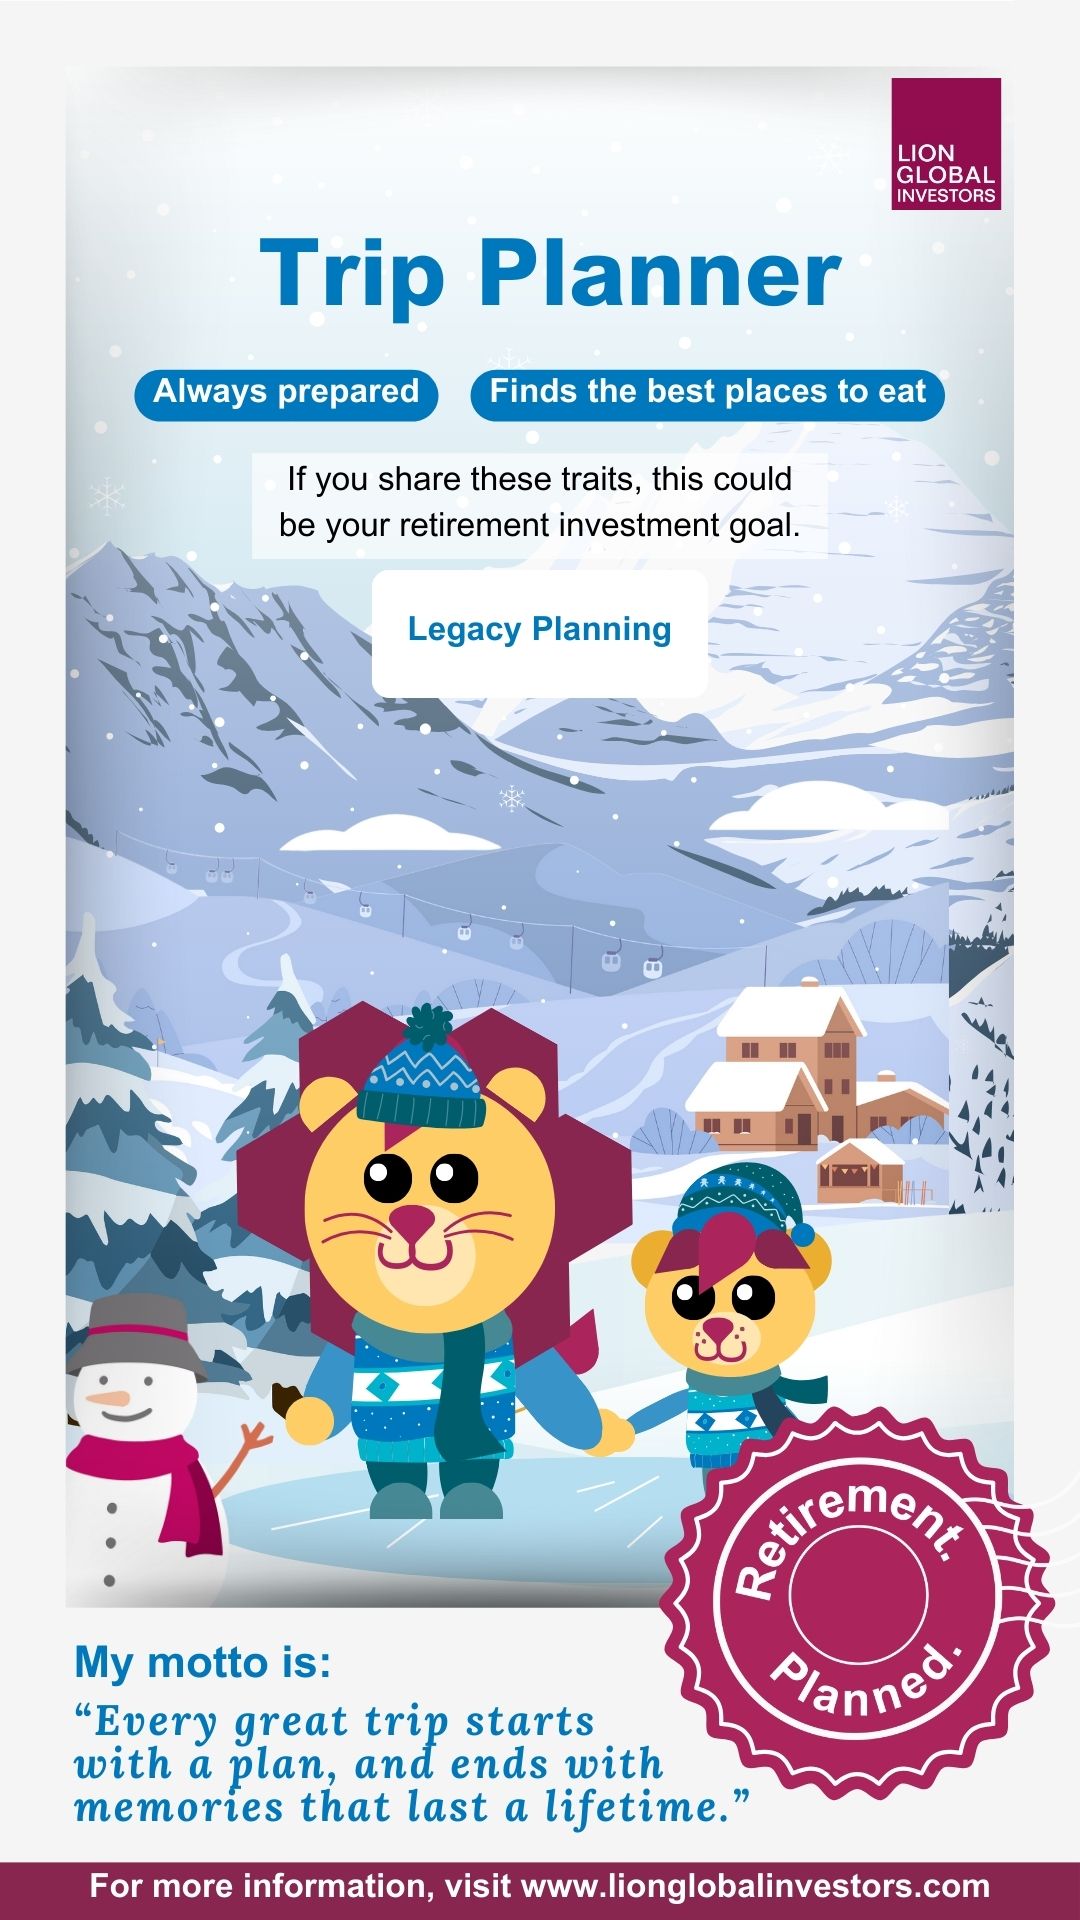 LION
GLOBAL
INVESTORS
Trip Planner
Always prepared
Finds the best places to eat
If you share these traits, this could
be your retirement investment goal.
Legacy Planning
Retirement.
Planned.
My motto is:
“Every great trip starts
with a plan, and ends with
memories that last a lifetime.”
For more information, visit www.lionglobalinvestors.com